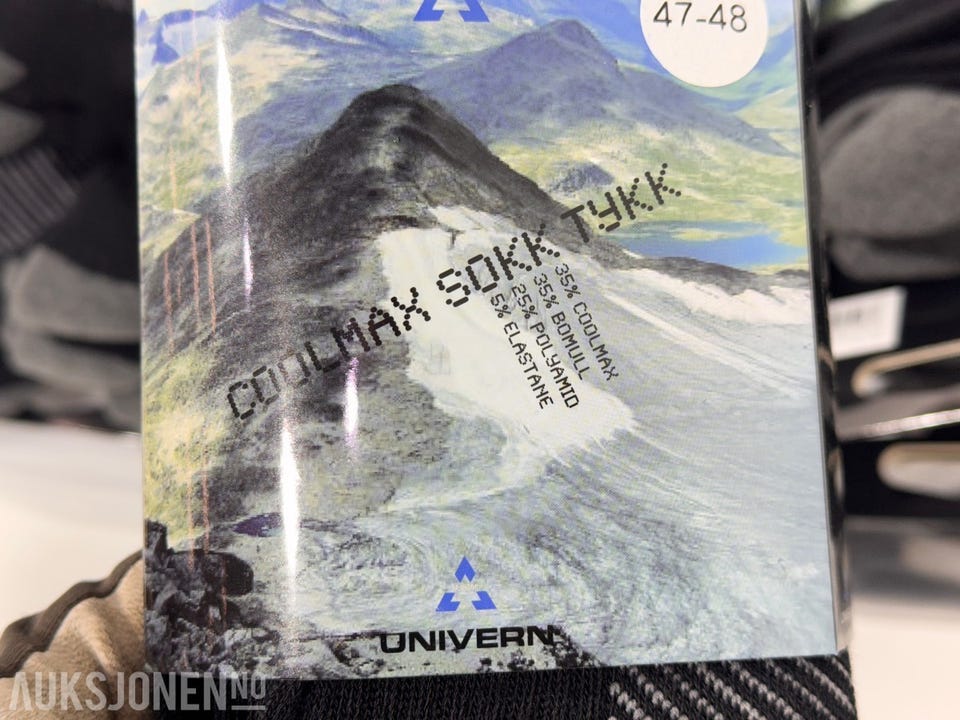 47-48
COOLMAX SOKK TYKK
35% COOLMAX
35% BOMULL
25% POLYAMID
5% ELASTANE
UNIVERN
AUKSJONEN NO